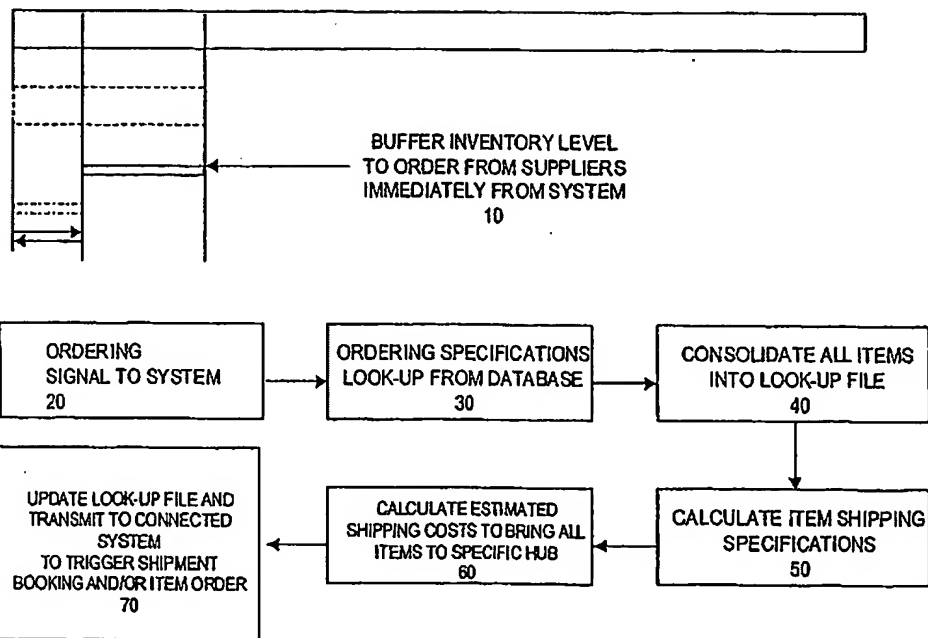 BUFFER INVENTORY LEVEL
TO ORDER FROM SUPPLIERS
IMMEDIATELY FROM SYSTEM
10
ORDERING
SIGNAL TO SYSTEM
20
ORDERING SPECIFICATIONS
LOOK-UP FROM DATABASE
30
CONSOLIDATE ALL ITEMS
INTO LOOK-UP FILE
40
CALCULATE ITEM SHIPPING
SPECIFICATIONS
50
CALCULATE ESTIMATED
SHIPPING COSTS TO BRING ALL
ITEMS TO SPECIFIC HUB
60
UPDATE LOOK-UP FILE AND
TRANSMIT TO CONNECTED
SYSTEM
TO TRIGGER SHIPMENT
BOOKING AND/OR ITEM ORDER
70